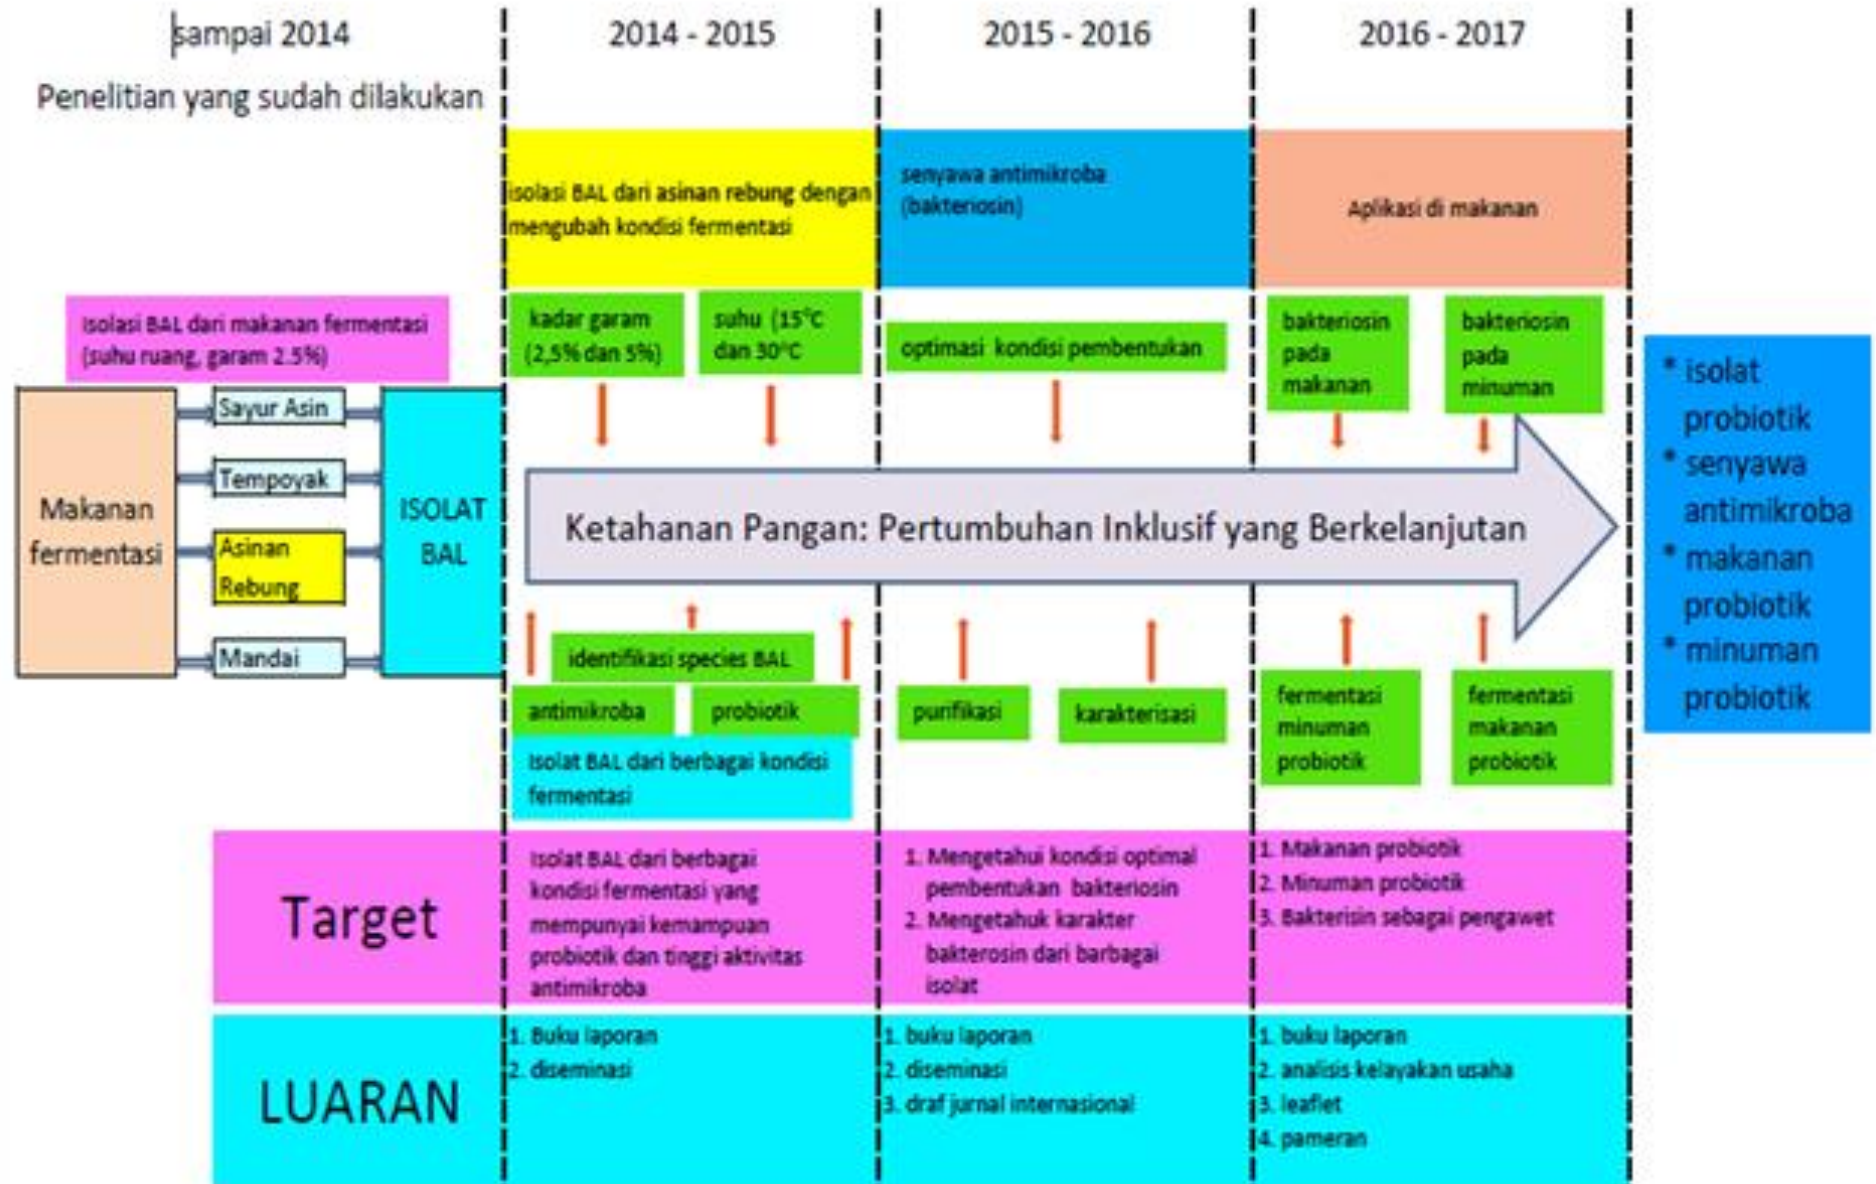 sampai 2014
2014 - 2015
2015 - 2016
2016 - 2017
Penelitian yang sudah dilakukan
isolasi BAL dari asinan rebung dengan
mengubah kondisi fermentasi
senyawa antimikroba
(bakteriosin)
Aplikasi di makanan
Isolasi BAL dari makanan fermentasi
(suhu ruang, garam 2.5%)
kadar garam
(2,5% dan 5%)
suhu (15°C
dan 30°C
optimasi kondisi pembentukan
bakteriosin
pada
makanan
bakteriosin
pada
minuman
Makanan
fermentasi
Sayur Asin
Tempoyak
Asinan
Rebung
Mandai
ISOLAT
BAL
Ketahanan Pangan: Pertumbuhan Inklusif yang Berkelanjutan
* isolat
probiotik
* senyawa
antimikroba
* makanan
probiotik
* minuman
probiotik
identifikasi species BAL
antimikroba
probiotik
Isolat BAL dari berbagai kondisi
fermentasi
purifikasi
karakterisasi
fermentasi
minuman
probiotik
fermentasi
makanan
probiotik
Target
Isolat BAL dari berbagai
kondisi fermentasi yang
mempunyai kemampuan
probiotik dan tinggi aktivitas
antimikroba
1. Mengetahui kondisi optimal
pembentukan bakteriosin
2. Mengetahuk karakter
bakterosin dari barbagai
isolat
1. Makanan probiotik
2. Minuman probiotik
3. Bakterisin sebagai pengawet
LUARAN
1. Buku laporan
2. diseminasi
1. buku laporan
2. diseminasi
3. draf jurnal internasional
1. buku laporan
2. analisis kelayakan usaha
3. leaflet
4. pameran